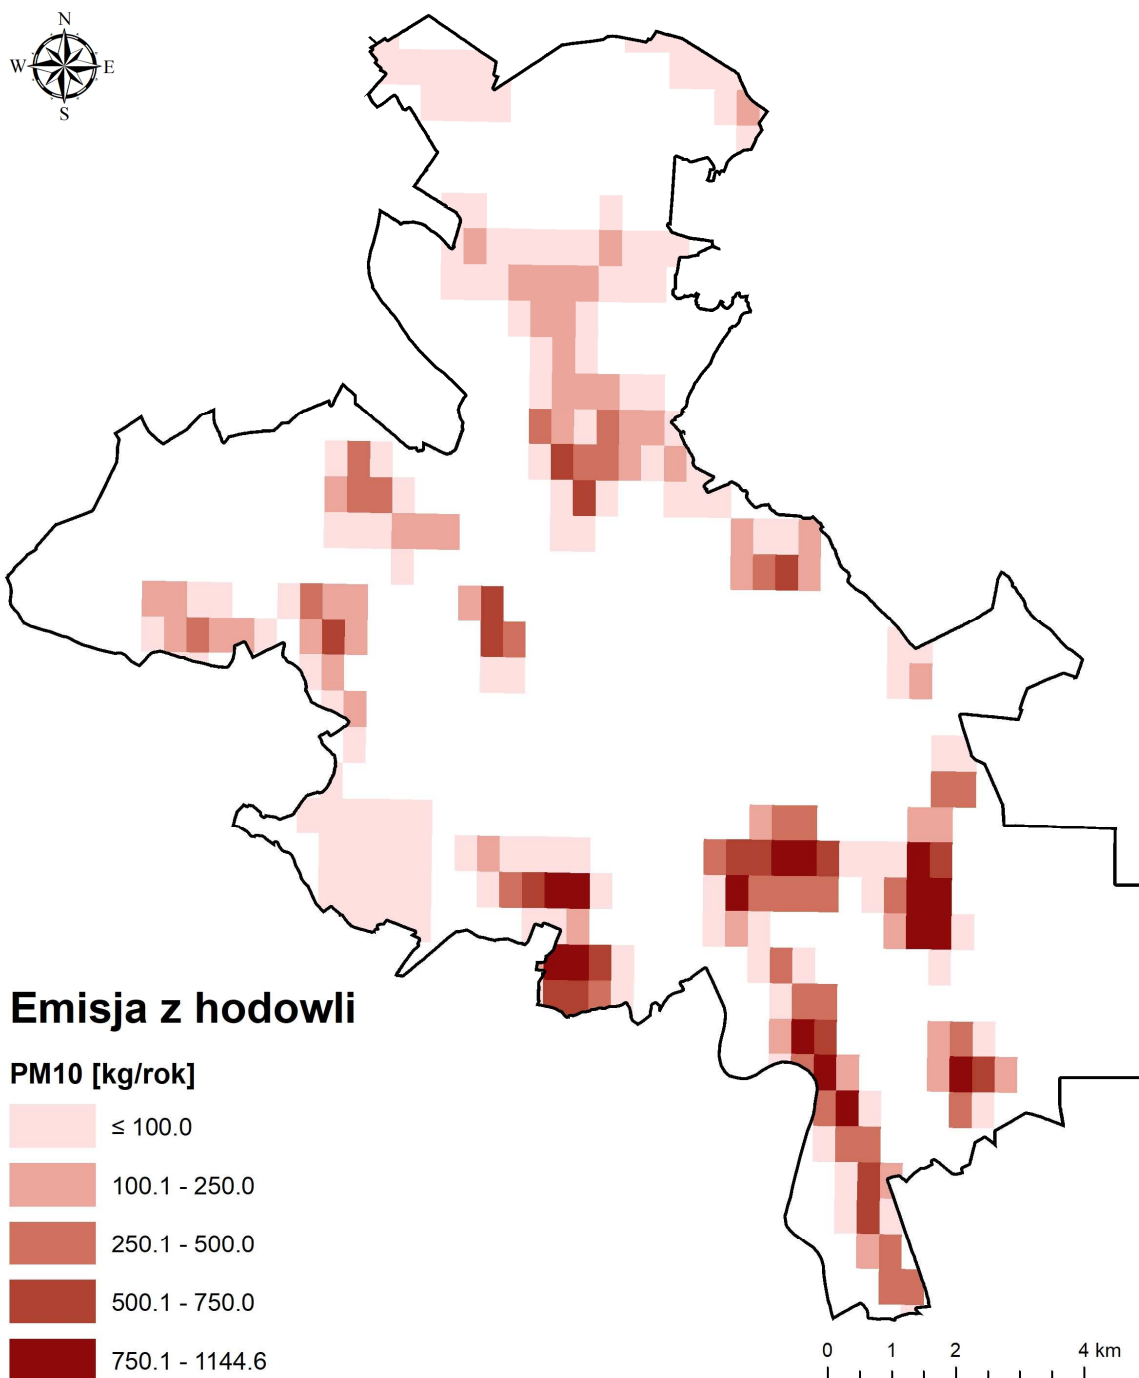 N
W E
S
Emisja z hodowli
PM10 [kg/rok]
≤ 100.0
100.1 - 250.0
250.1 - 500.0
500.1 - 750.0
750.1 - 1144.6
0 1 2 4 km